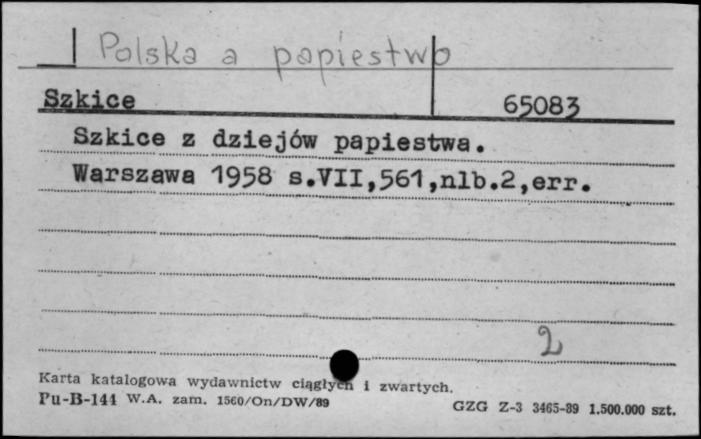 Polska a papiestwo
Szkice 65083
Szkice z dziejów papiestwa.
Warszawa 1958 s.VII,561,nlb.2,err.
2
Karta katalogowa wydawnictw ciągłych i zwartych.
Pu-B-144 W.A. zam. 1560/On/DW/89 GZG Z-3 3465-89 1.500.000 szt.